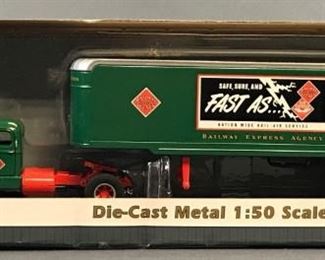 SAFE, SURE, AND
FAST AS...
NATION-WIDE RAIL-AIR SERVICE
RAILWAY EXPRESS AGENCY
Die-Cast Metal 1:50 Scale